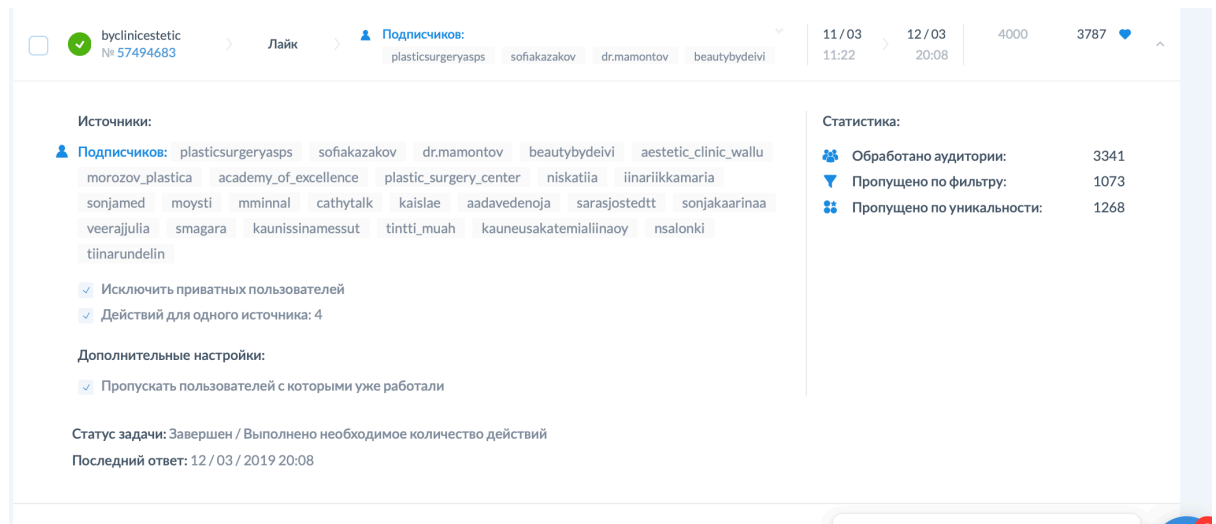 byclinicestetic
№ 57494683
Лайк
Подписчиков:
plasticsurgeryasps sofiakazakov dr.mamontov beautybydeivi
11/03 12/03
11:22 20:08
4000 3787
Источники:
Подписчиков: plasticsurgeryasps sofiakazakov dr.mamontov beautybydeivi aestetic_clinic_wallu
morozov_plastica academy_of_excellence plastic_surgery_center niskatiia iinariikkamaria
sonjamed moysti mminnal cathytalk kaislae aadavedenoja sarasjostedtt sonjakaarinaa
veerajjulia smagara kaunissinamessut tintti_muah kauneusakatemialiinaoy nsalonki
tiinarundelin
Исключить приватных пользователей
Действий для одного источника: 4
Дополнительные настройки:
Пропускать пользователей с которыми уже работали
Статус задачи: Завершен / Выполнено необходимое количество действий
Последний ответ: 12 / 03 / 2019 20:08
Статистика:
Обработано аудитории: 3341
Пропущено по фильтру: 1073
Пропущено по уникальности: 1268